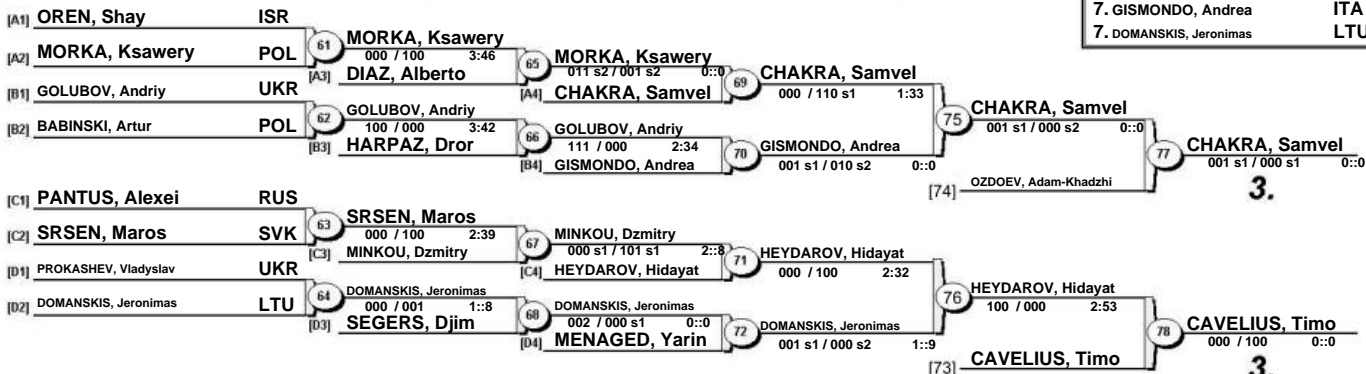 7. GISMONDO, Andrea ITA
7. DOMANSKIS, Jeronimas LTU
[A1] OREN, Shay ISR
[A2] MORKA, Ksawery POL
61 MORKA, Ksawery
000 / 100 3:46
[A3] DIAZ, Alberto
65 MORKA, Ksawery
011 s2 / 001 s2 0::0
[A4] CHAKRA, Samvel
69 CHAKRA, Samvel
000 / 110 s1 1:33
[B1] GOLUBOV, Andriy UKR
[B2] BABINSKI, Artur POL
62 GOLUBOV, Andriy
100 / 000 3:42
[B3] HARPAZ, Dror
66 GOLUBOV, Andriy
111 / 000 2:34
[B4] GISMONDO, Andrea
70 GISMONDO, Andrea
001 s1 / 010 s2 0::0
75 CHAKRA, Samvel
001 s1 / 000 s2 0::0
[74] OZDOEV, Adam-Khadzhi
77 CHAKRA, Samvel
001 s1 / 000 s1 0::0
3.
[C1] PANTUS, Alexei RUS
[C2] SRSEN, Maros SVK
63 SRSEN, Maros
000 / 100 2:39
[C3] MINKOU, Dzmitry
67 MINKOU, Dzmitry
000 s1 / 101 s1 2::8
[C4] HEYDAROV, Hidayat
71 HEYDAROV, Hidayat
000 / 100 2:32
[D1] PROKASHEV, Vladyslav UKR
[D2] DOMANSKIS, Jeronimas LTU
64 DOMANSKIS, Jeronimas
000 / 001 1::8
[D3] SEGERS, Djim
68 DOMANSKIS, Jeronimas
002 / 000 s1 0::0
[D4] MENAGED, Yarin
72 DOMANSKIS, Jeronimas
001 s1 / 000 s2 1::9
76 HEYDAROV, Hidayat
100 / 000 2:53
[73] CAVELIUS, Timo
78 CAVELIUS, Timo
000 / 100 0::0
3.